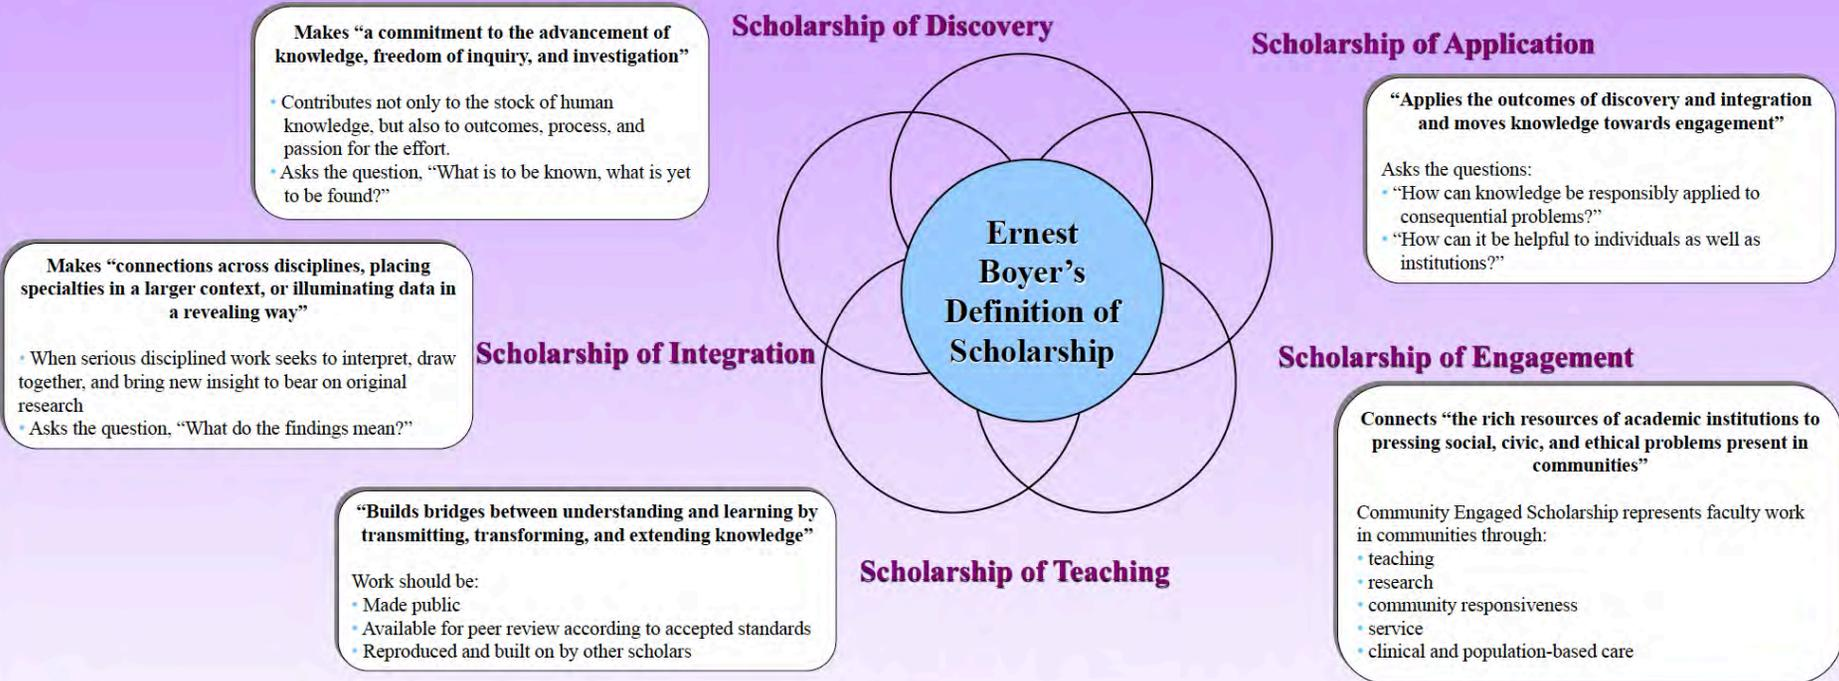 Scholarship of Discovery
Makes “a commitment to the advancement of
knowledge, freedom of inquiry, and investigation”
• Contributes not only to the stock of human
knowledge, but also to outcomes, process, and
passion for the effort.
• Asks the question, “What is to be known, what is yet
to be found?”
Scholarship of Application
“Applies the outcomes of discovery and integration
and moves knowledge towards engagement”
Asks the questions:
• “How can knowledge be responsibly applied to
consequential problems?”
• “How can it be helpful to individuals as well as
institutions?”
Ernest
Boyer’s
Definition of
Scholarship
Makes “connections across disciplines, placing
specialties in a larger context, or illuminating data in
a revealing way”
• When serious disciplined work seeks to interpret, draw
together, and bring new insight to bear on original
research
• Asks the question, “What do the findings mean?”
Scholarship of Integration
Scholarship of Engagement
Connects “the rich resources of academic institutions to
pressing social, civic, and ethical problems present in
communities”
Community Engaged Scholarship represents faculty work
in communities through:
• teaching
• research
• community responsiveness
• service
• clinical and population-based care
“Builds bridges between understanding and learning by
transmitting, transforming, and extending knowledge”
Work should be:
• Made public
• Available for peer review according to accepted standards
• Reproduced and built on by other scholars
Scholarship of Teaching